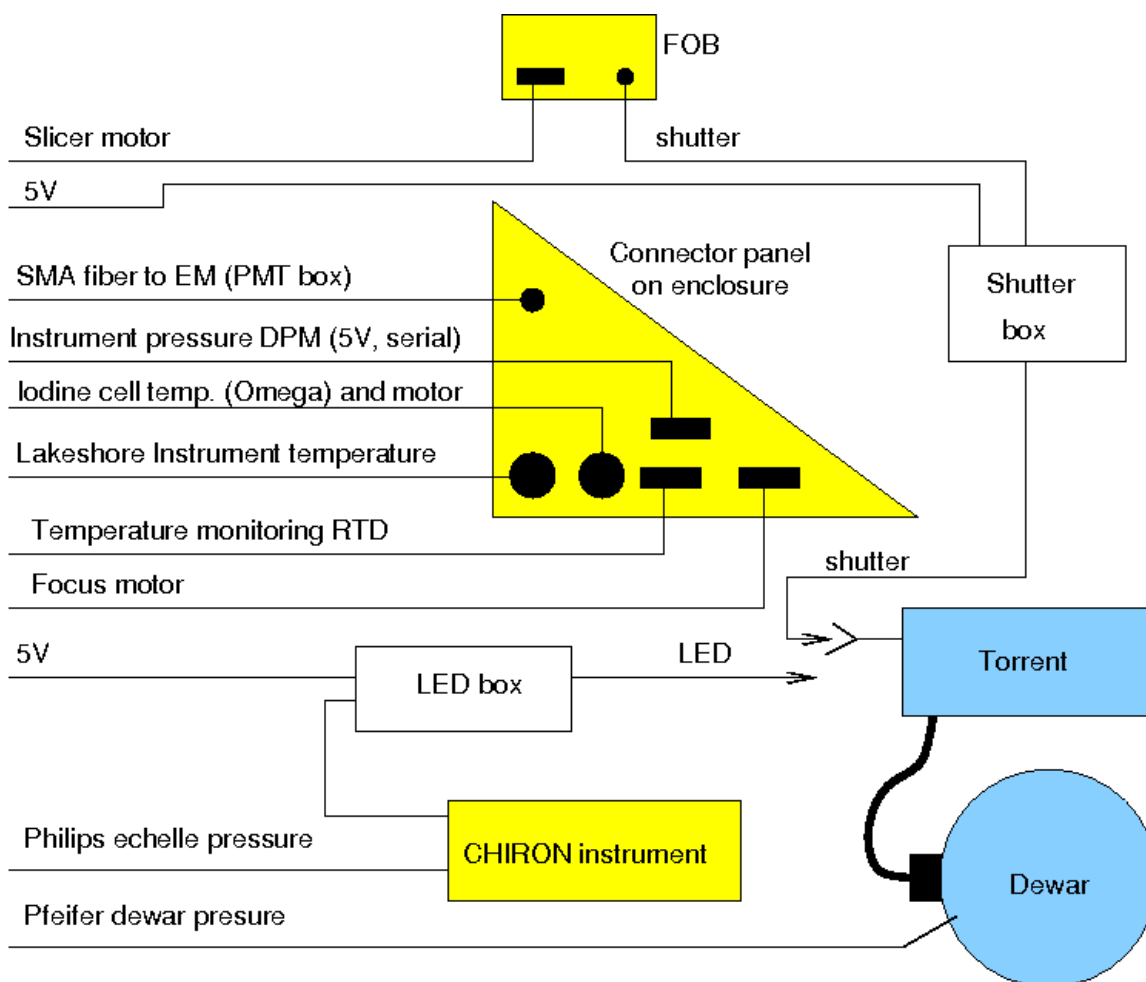 FOB
Slicer motor
shutter
5V
Connector panel
on enclosure
SMA fiber to EM (PMT box)
Shutter
box
Instrument pressure DPM (5V, serial)
Iodine cell temp. (Omega) and motor
Lakeshore Instrument temperature
Temperature monitoring RTD
Focus motor
shutter
5V
LED box
LED
Torrent
Philips echelle pressure
CHIRON instrument
Dewar
Pfeifer dewar presure